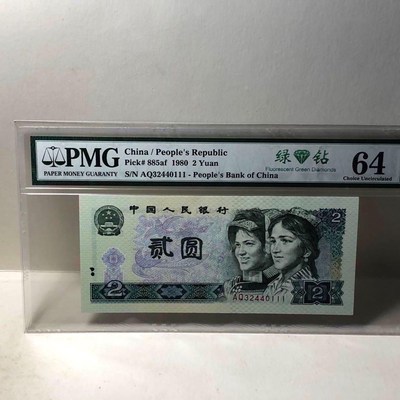 PMG
PAPER MONEY GUARANTY
China / People's Republic
Pick# 885af 1980 2 Yuan
S/N AQ32440111 - People's Bank of China
绿 钻
Fluorescent Green Diamonds
64
Choice Uncirculated
中国人民银行
贰圆
2
AQ32440111
2
2